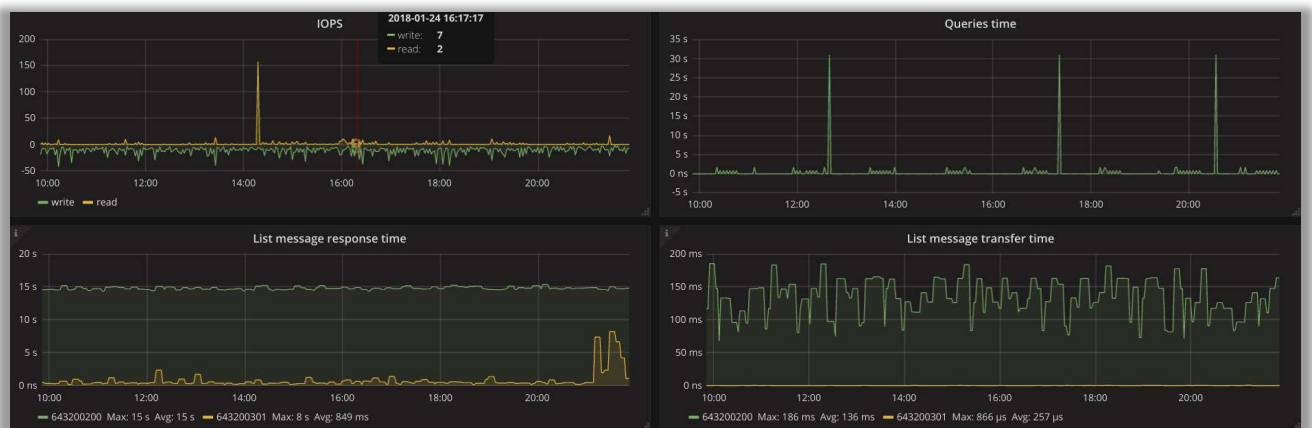 IOPS
2018-01-24 16:17:17
write: 7
read: 2
200
150
100
50
0
-50
10:00 12:00 14:00 16:00 18:00 20:00
write read
Queries time
35 s
30 s
25 s
20 s
15 s
10 s
5 s
0 ns
-5 s
10:00 12:00 14:00 16:00 18:00 20:00
i
List message response time
20 s
15 s
10 s
5 s
0 ns
10:00 12:00 14:00 16:00 18:00 20:00
643200200 Max: 15 s Avg: 15 s 643200301 Max: 8 s Avg: 849 ms
i
List message transfer time
200 ms
150 ms
100 ms
50 ms
0 ns
10:00 12:00 14:00 16:00 18:00 20:00
643200200 Max: 186 ms Avg: 136 ms 643200301 Max: 866 µs Avg: 257 µs